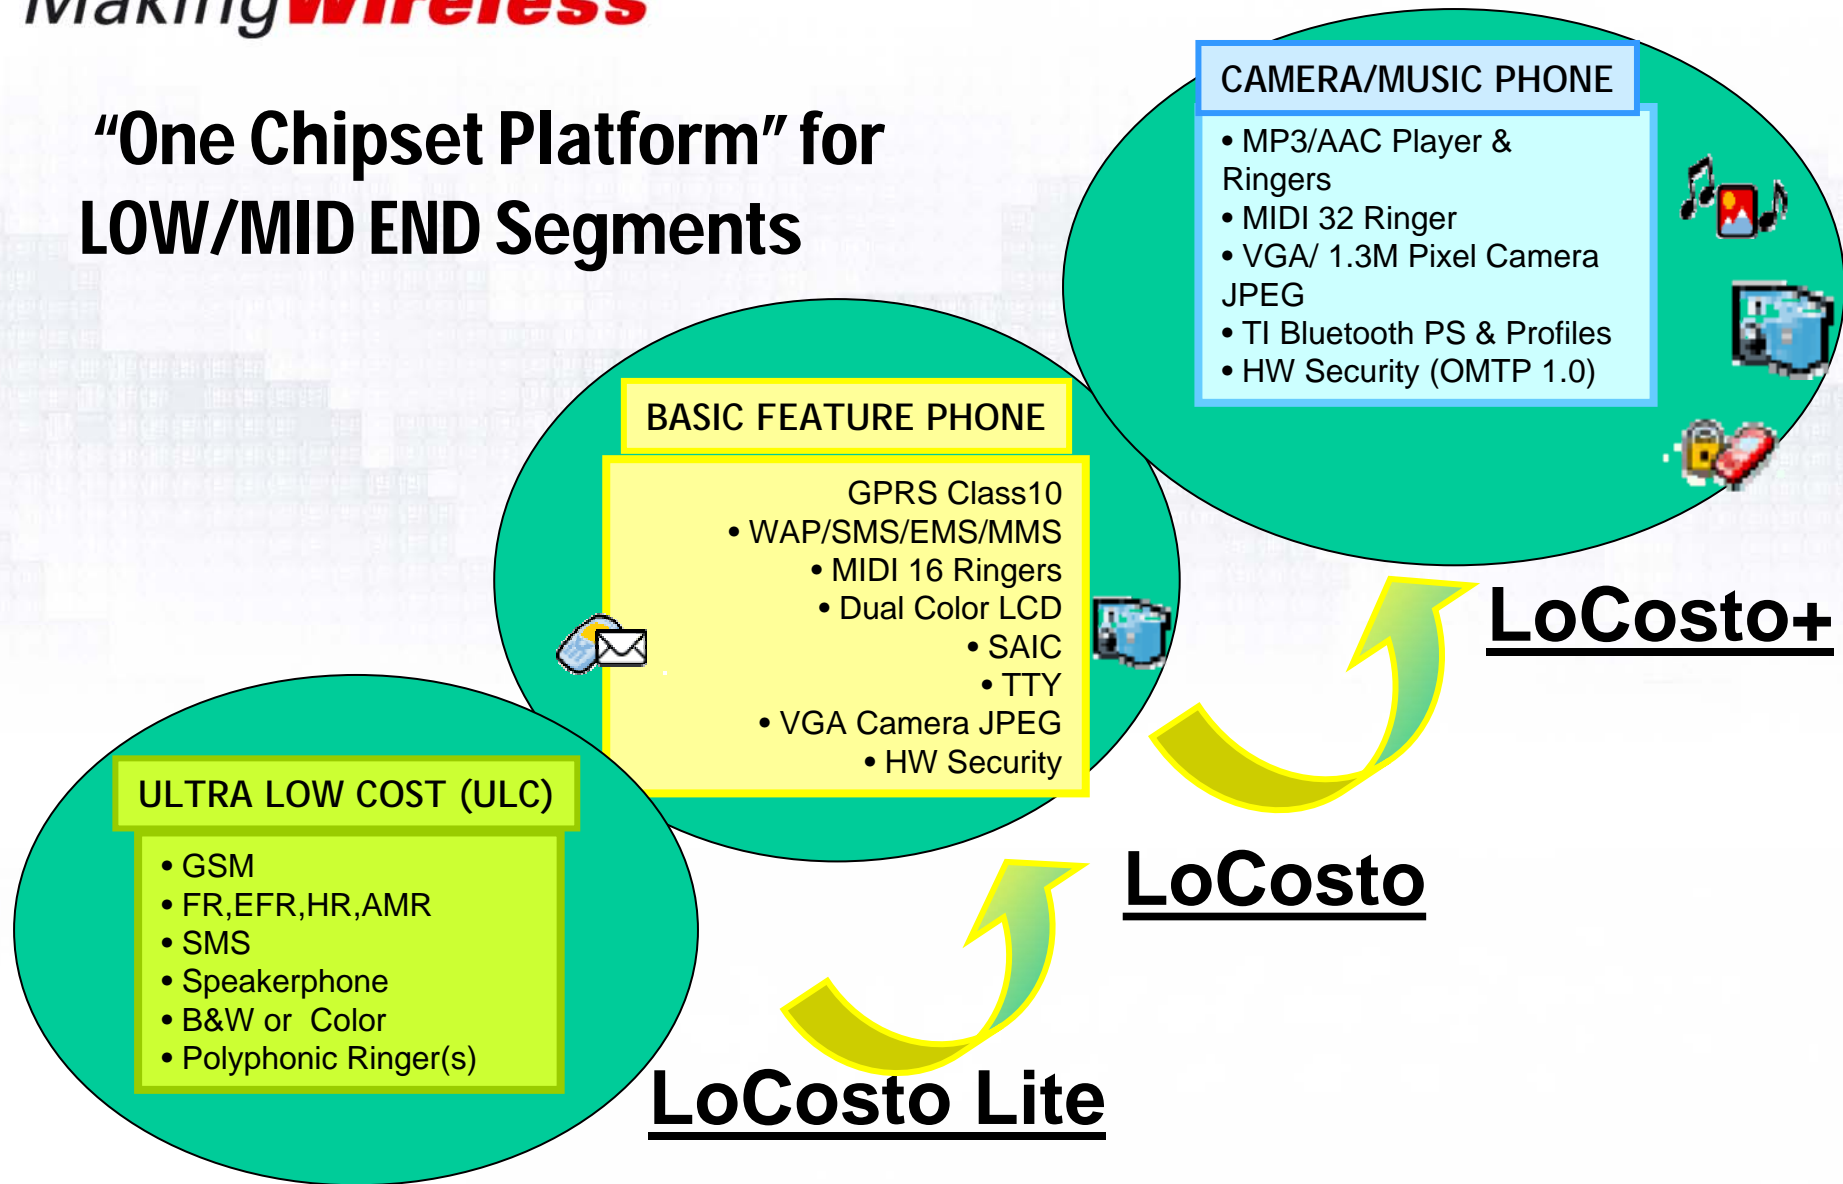 MakingWireless
“One Chipset Platform” for
LOW/MID END Segments
CAMERA/MUSIC PHONE
• MP3/AAC Player &
Ringers
• MIDI 32 Ringer
• VGA/ 1.3M Pixel Camera
JPEG
• TI Bluetooth PS & Profiles
• HW Security (OMTP 1.0)
LoCosto+
BASIC FEATURE PHONE
GPRS Class10
• WAP/SMS/EMS/MMS
• MIDI 16 Ringers
• Dual Color LCD
• SAIC
• TTY
• VGA Camera JPEG
• HW Security
LoCosto
ULTRA LOW COST (ULC)
• GSM
• FR,EFR,HR,AMR
• SMS
• Speakerphone
• B&W or Color
• Polyphonic Ringer(s)
LoCosto Lite